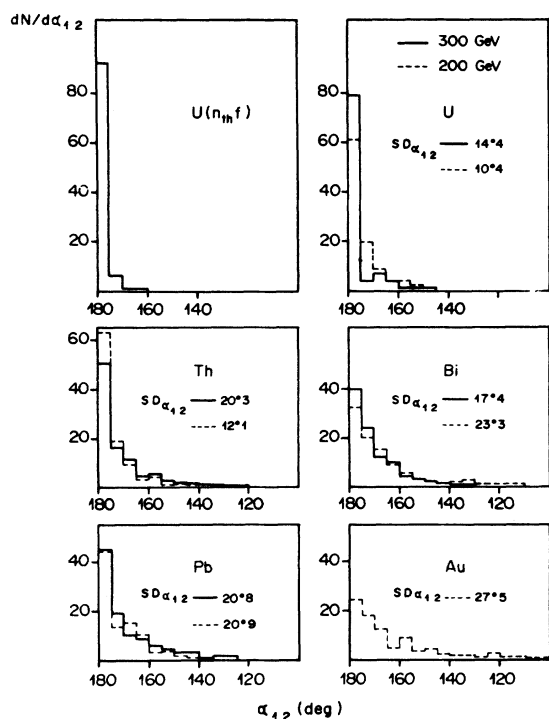 dN/dα₁₂
300 GeV
200 GeV
U(nₜₕf)
U
SDα₁₂ 14°4
10°4
80
60
40
20
180 160 140
80
60
40
20
180 160 140
Th
SDα₁₂ 20°3
12°1
60
40
20
180 160 140 120
Bi
SDα₁₂ 17°4
23°3
40
20
180 160 140 120
Pb
SDα₁₂ 20°8
20°9
40
20
180 160 140 120
Au
SDα₁₂ 27°5
40
20
180 160 140 120
α₁₂ (deg)